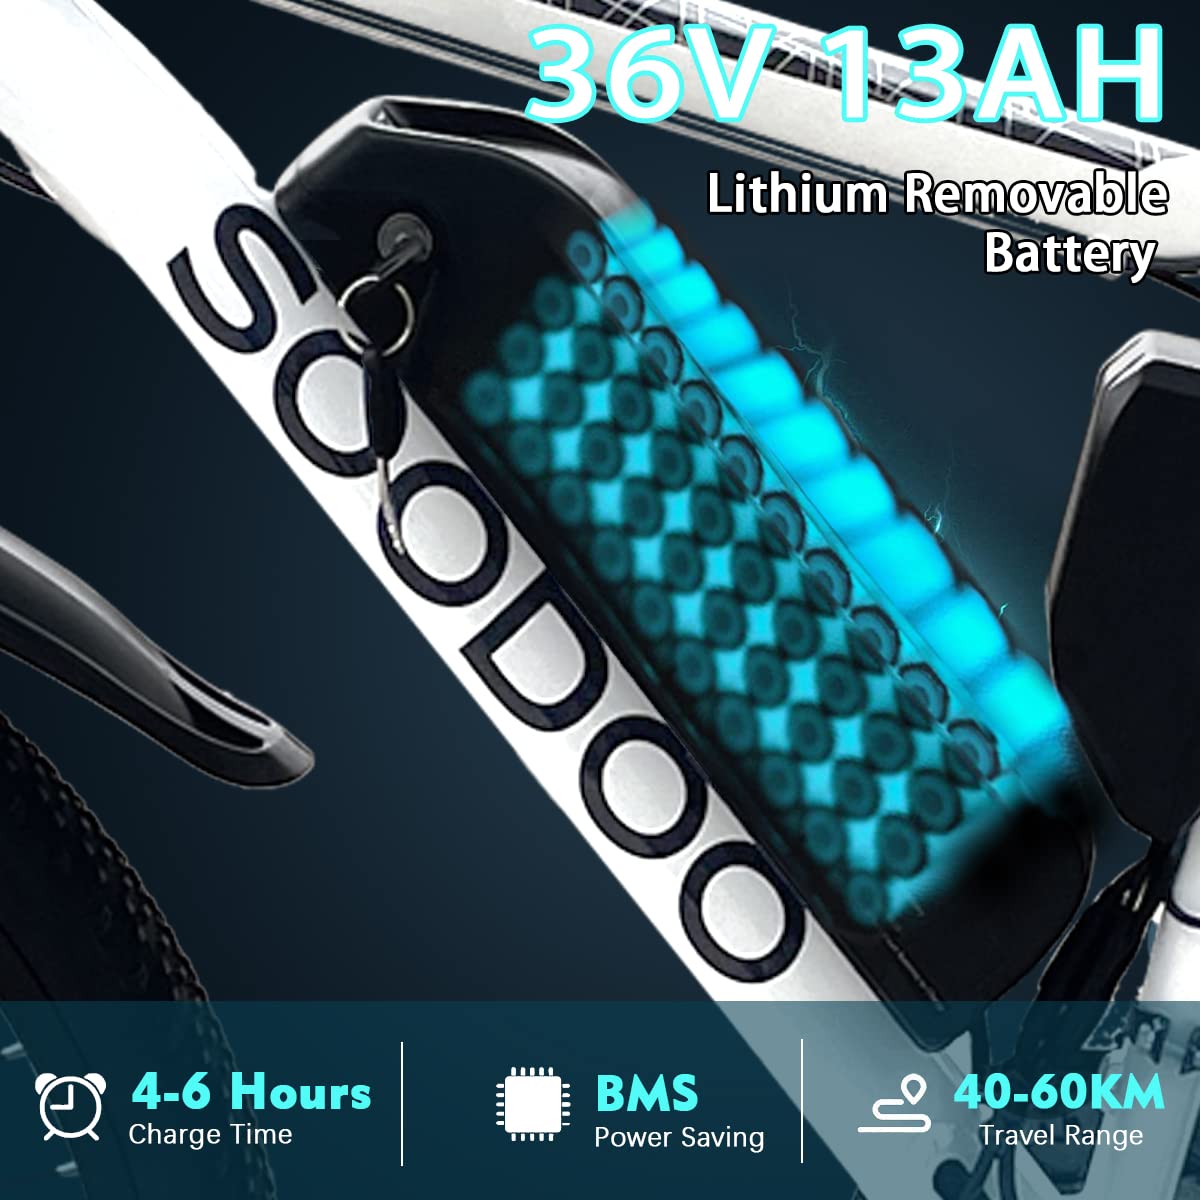 36V 13AH
Lithium Removable
Battery
SOODOO
4-6 Hours
Charge Time
BMS
Power Saving
40-60KM
Travel Range